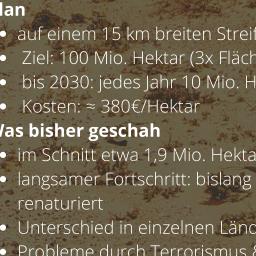 lan
• auf einem 15 km breiten Streif
• Ziel: 100 Mio. Hektar (3x Fläch
• bis 2030: jedes Jahr 10 Mio. H
• Kosten: ≈ 380€/Hektar
Was bisher geschah
• im Schnitt etwa 1,9 Mio. Hekta
• langsamer Fortschritt: bislang
renaturiert
• Unterschied in einzelnen Länd
• Probleme durch Terrorismus &